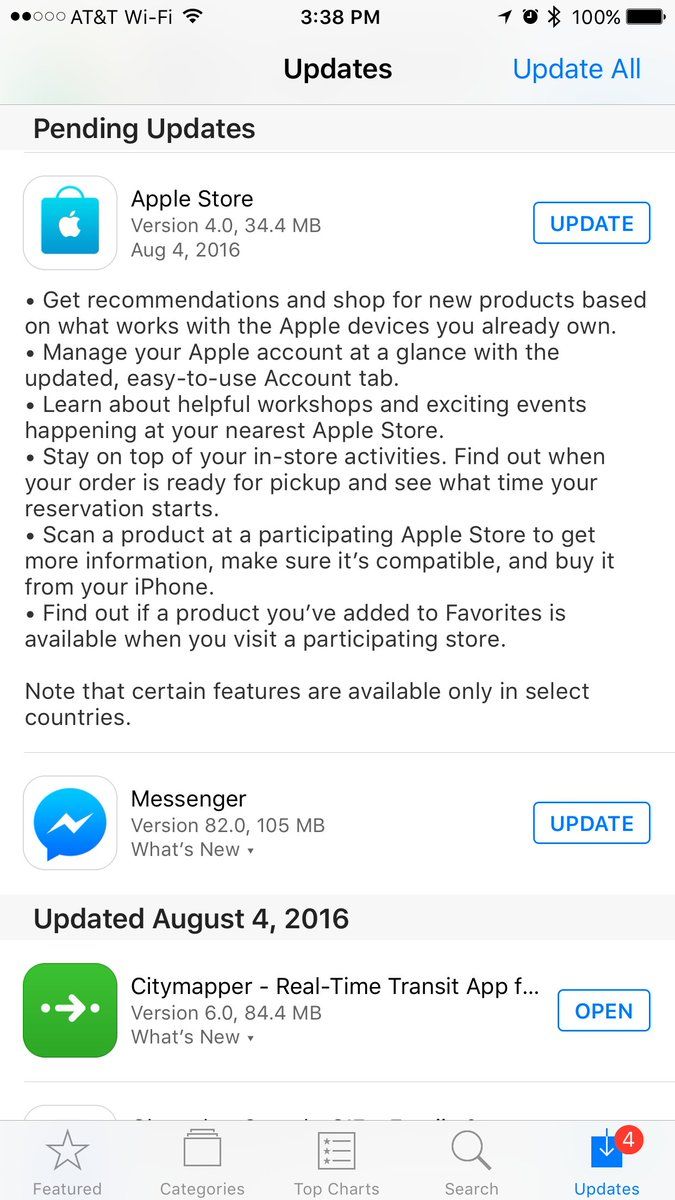 AT&T Wi-Fi 3:38 PM 100%
Updates Update All
Pending Updates
Apple Store
Version 4.0, 34.4 MB
Aug 4, 2016
UPDATE
• Get recommendations and shop for new products based
on what works with the Apple devices you already own.
• Manage your Apple account at a glance with the
updated, easy-to-use Account tab.
• Learn about helpful workshops and exciting events
happening at your nearest Apple Store.
• Stay on top of your in-store activities. Find out when
your order is ready for pickup and see what time your
reservation starts.
• Scan a product at a participating Apple Store to get
more information, make sure it’s compatible, and buy it
from your iPhone.
• Find out if a product you’ve added to Favorites is
available when you visit a participating store.
Note that certain features are available only in select
countries.
Messenger
Version 82.0, 105 MB
What’s New ▾
UPDATE
Updated August 4, 2016
Citymapper - Real-Time Transit App f...
Version 6.0, 84.4 MB
What’s New ▾
OPEN
4
Featured Categories Top Charts Search Updates